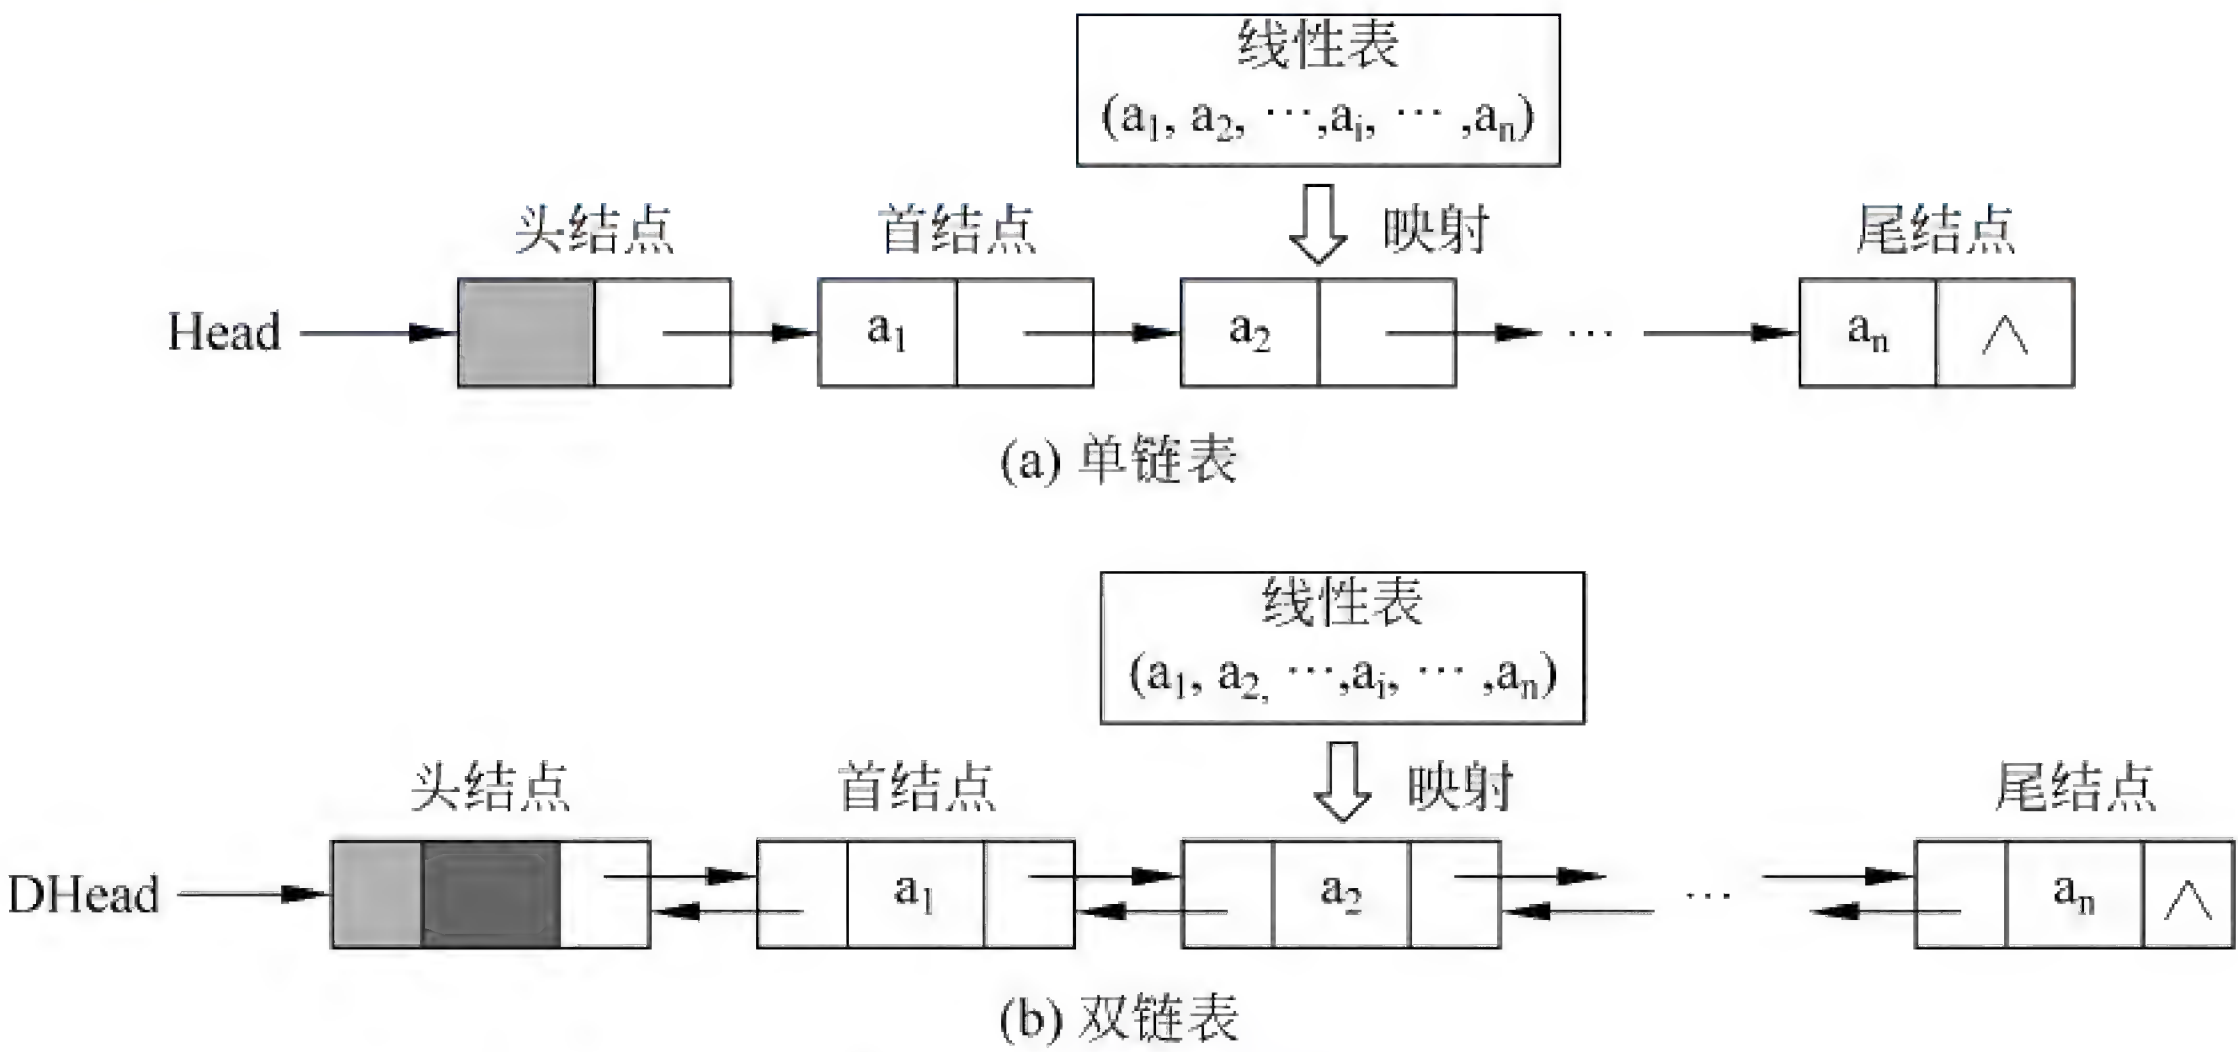 线性表
(a₁, a₂, ⋯,aᵢ, ⋯ ,aₙ)
头结点 首结点 映射 尾结点
Head a₁ a₂ ⋯ aₙ ∧
(a) 单链表
线性表
(a₁, a₂, ⋯,aᵢ, ⋯ ,aₙ)
头结点 首结点 映射 尾结点
DHead a₁ a₂ ⋯ aₙ ∧
(b) 双链表